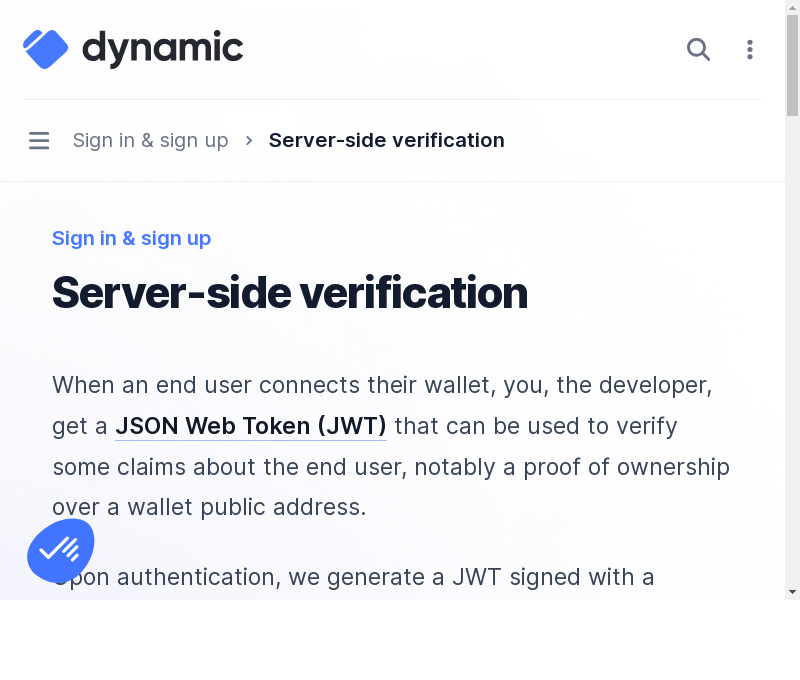 dynamic
Sign in & sign up > Server-side verification
Sign in & sign up
Server-side verification
When an end user connects their wallet, you, the developer,
get a JSON Web Token (JWT) that can be used to verify
some claims about the end user, notably a proof of ownership
over a wallet public address.
Upon authentication, we generate a JWT signed with a